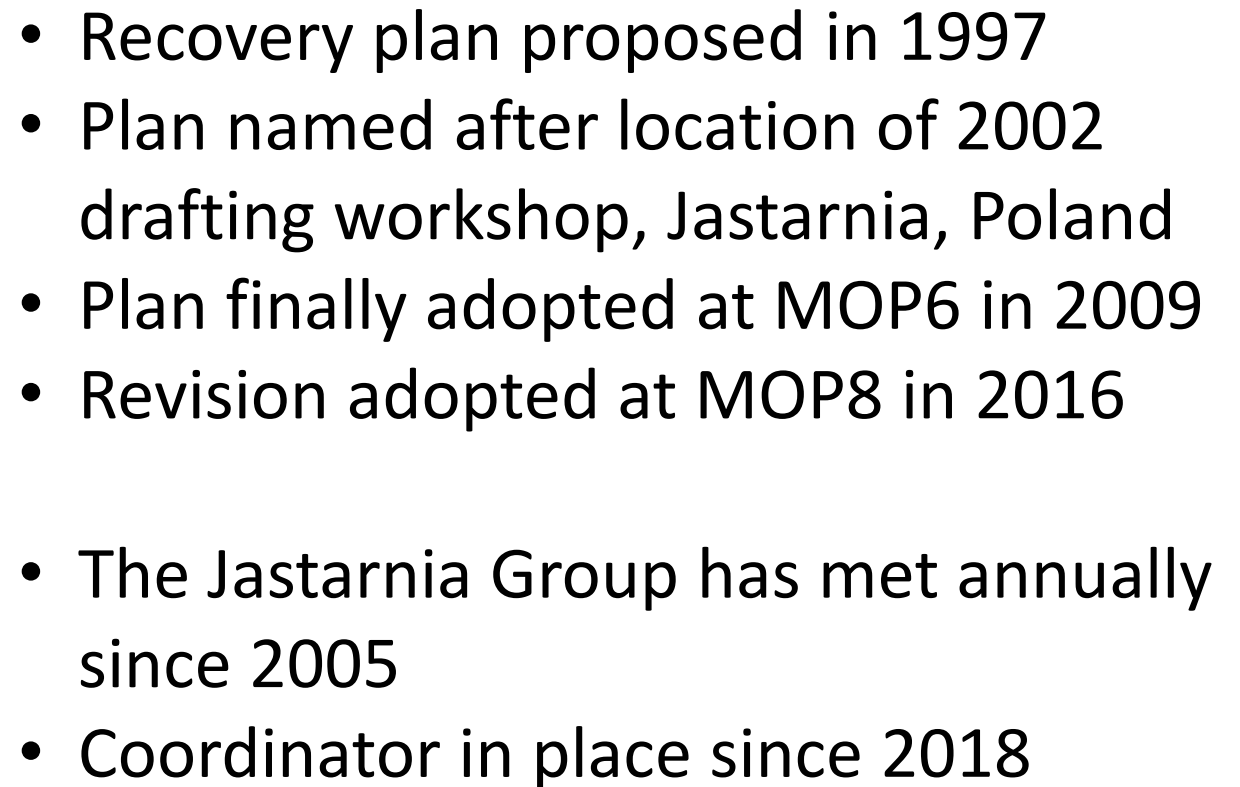 • Recovery plan proposed in 1997
• Plan named after location of 2002
drafting workshop, Jastarnia, Poland
• Plan finally adopted at MOP6 in 2009
• Revision adopted at MOP8 in 2016
• The Jastarnia Group has met annually
since 2005
• Coordinator in place since 2018